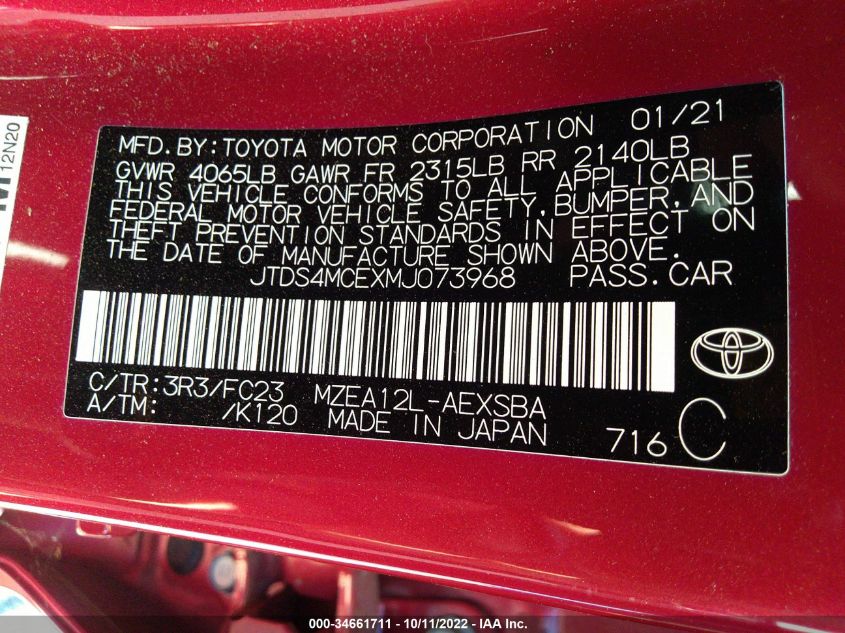 MFD. BY: TOYOTA MOTOR CORPORATION 01/21
GVWR 4065LB GAWR FR 2315LB RR 2140LB
THIS VEHICLE CONFORMS TO ALL APPLICABLE
FEDERAL MOTOR VEHICLE SAFETY, BUMPER, AND
THEFT PREVENTION STANDARDS IN EFFECT ON
THE DATE OF MANUFACTURE SHOWN ABOVE.
JTDS4MCEXMJ073968 PASS. CAR
C/TR: 3R3/FC23 MZEA12L-AEXSBA
A/TM: /K120 MADE IN JAPAN
716 C
12N20
000-34661711 - 10/11/2022 - IAA Inc.